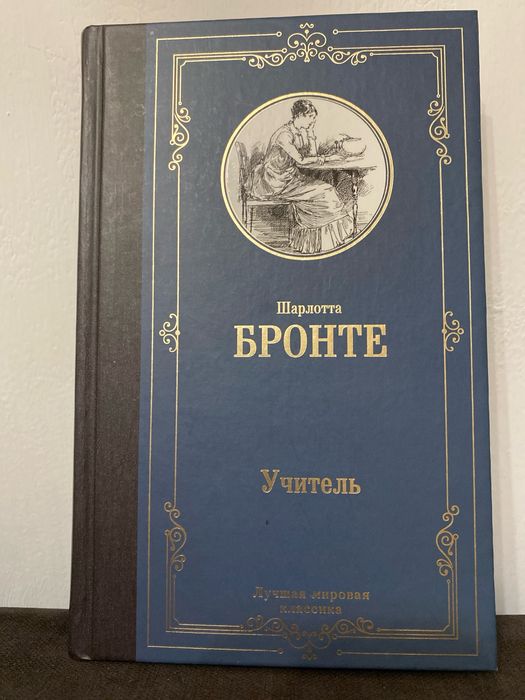 Шарлотта
БРОНТЕ
Учитель
Лучшая мировая
классика